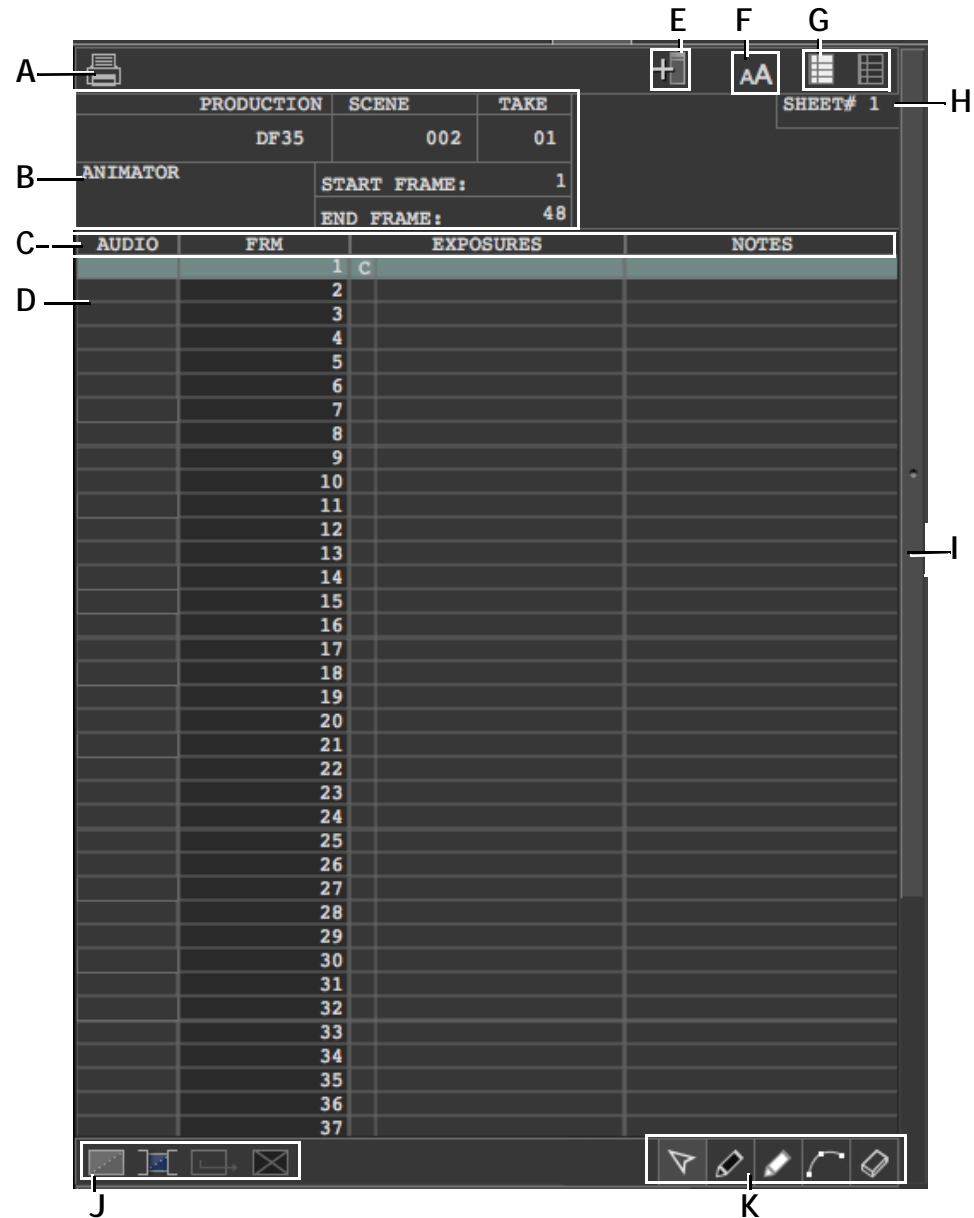 E F G
A
AA
PRODUCTION SCENE TAKE
SHEET# 1
H
DF35 002 01
B
ANIMATOR
START FRAME: 1
END FRAME: 48
C
AUDIO FRM EXPOSURES NOTES
1 C
D
2
3
4
5
6
7
8
9
10
11
12
13
I
14
15
16
17
18
19
20
21
22
23
24
25
26
27
28
29
30
31
32
33
34
35
36
37
J K